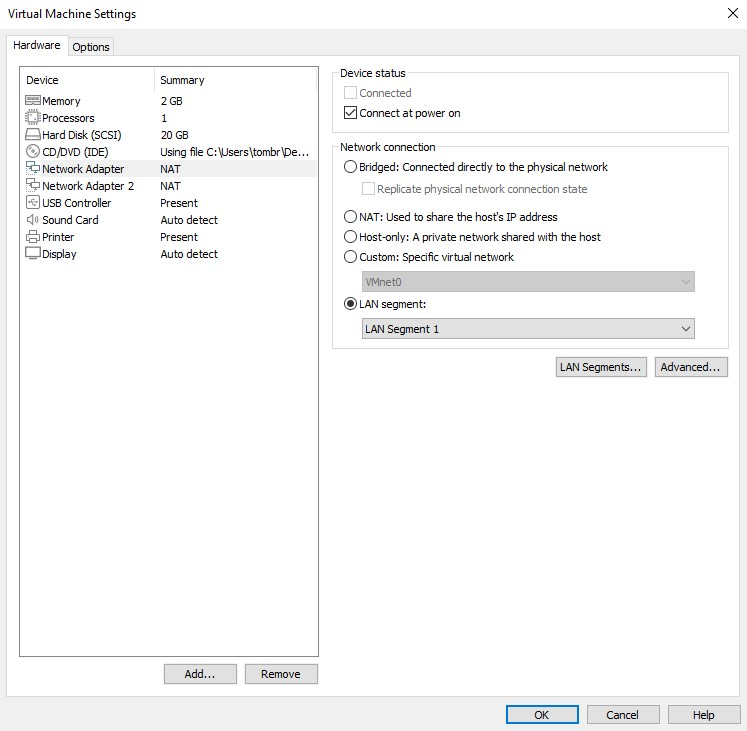 Virtual Machine Settings
Hardware Options
Device Summary
Memory 2 GB
Processors 1
Hard Disk (SCSI) 20 GB
CD/DVD (IDE) Using file C:\Users\tombr\De...
Network Adapter NAT
Network Adapter 2 NAT
USB Controller Present
Sound Card Auto detect
Printer Present
Display Auto detect
Add... Remove
Device status
Connected
Connect at power on
Network connection
Bridged: Connected directly to the physical network
Replicate physical network connection state
NAT: Used to share the host's IP address
Host-only: A private network shared with the host
Custom: Specific virtual network
VMnet0
LAN segment:
LAN Segment 1
LAN Segments... Advanced...
OK Cancel Help